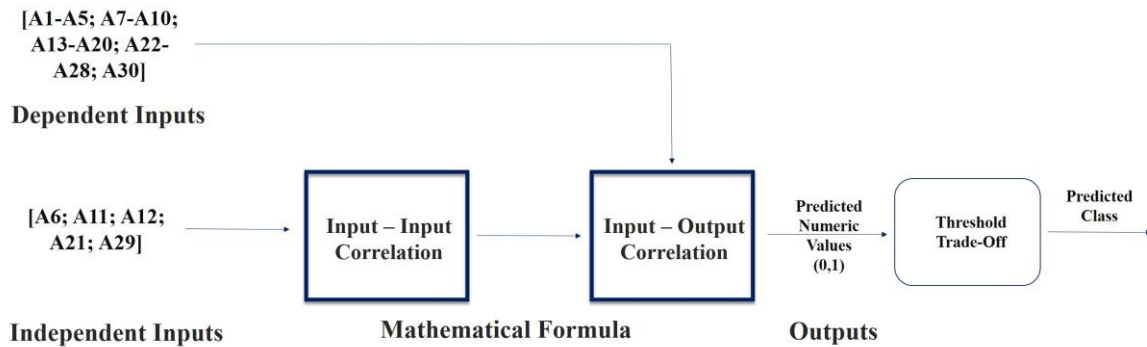 [A1-A5; A7-A10;
A13-A20; A22-
A28; A30]
Dependent Inputs
[A6; A11; A12;
A21; A29]
Independent Inputs
Input – Input
Correlation
Mathematical Formula
Input – Output
Correlation
Predicted
Numeric
Values
(0,1)
Outputs
Threshold
Trade-Off
Predicted
Class